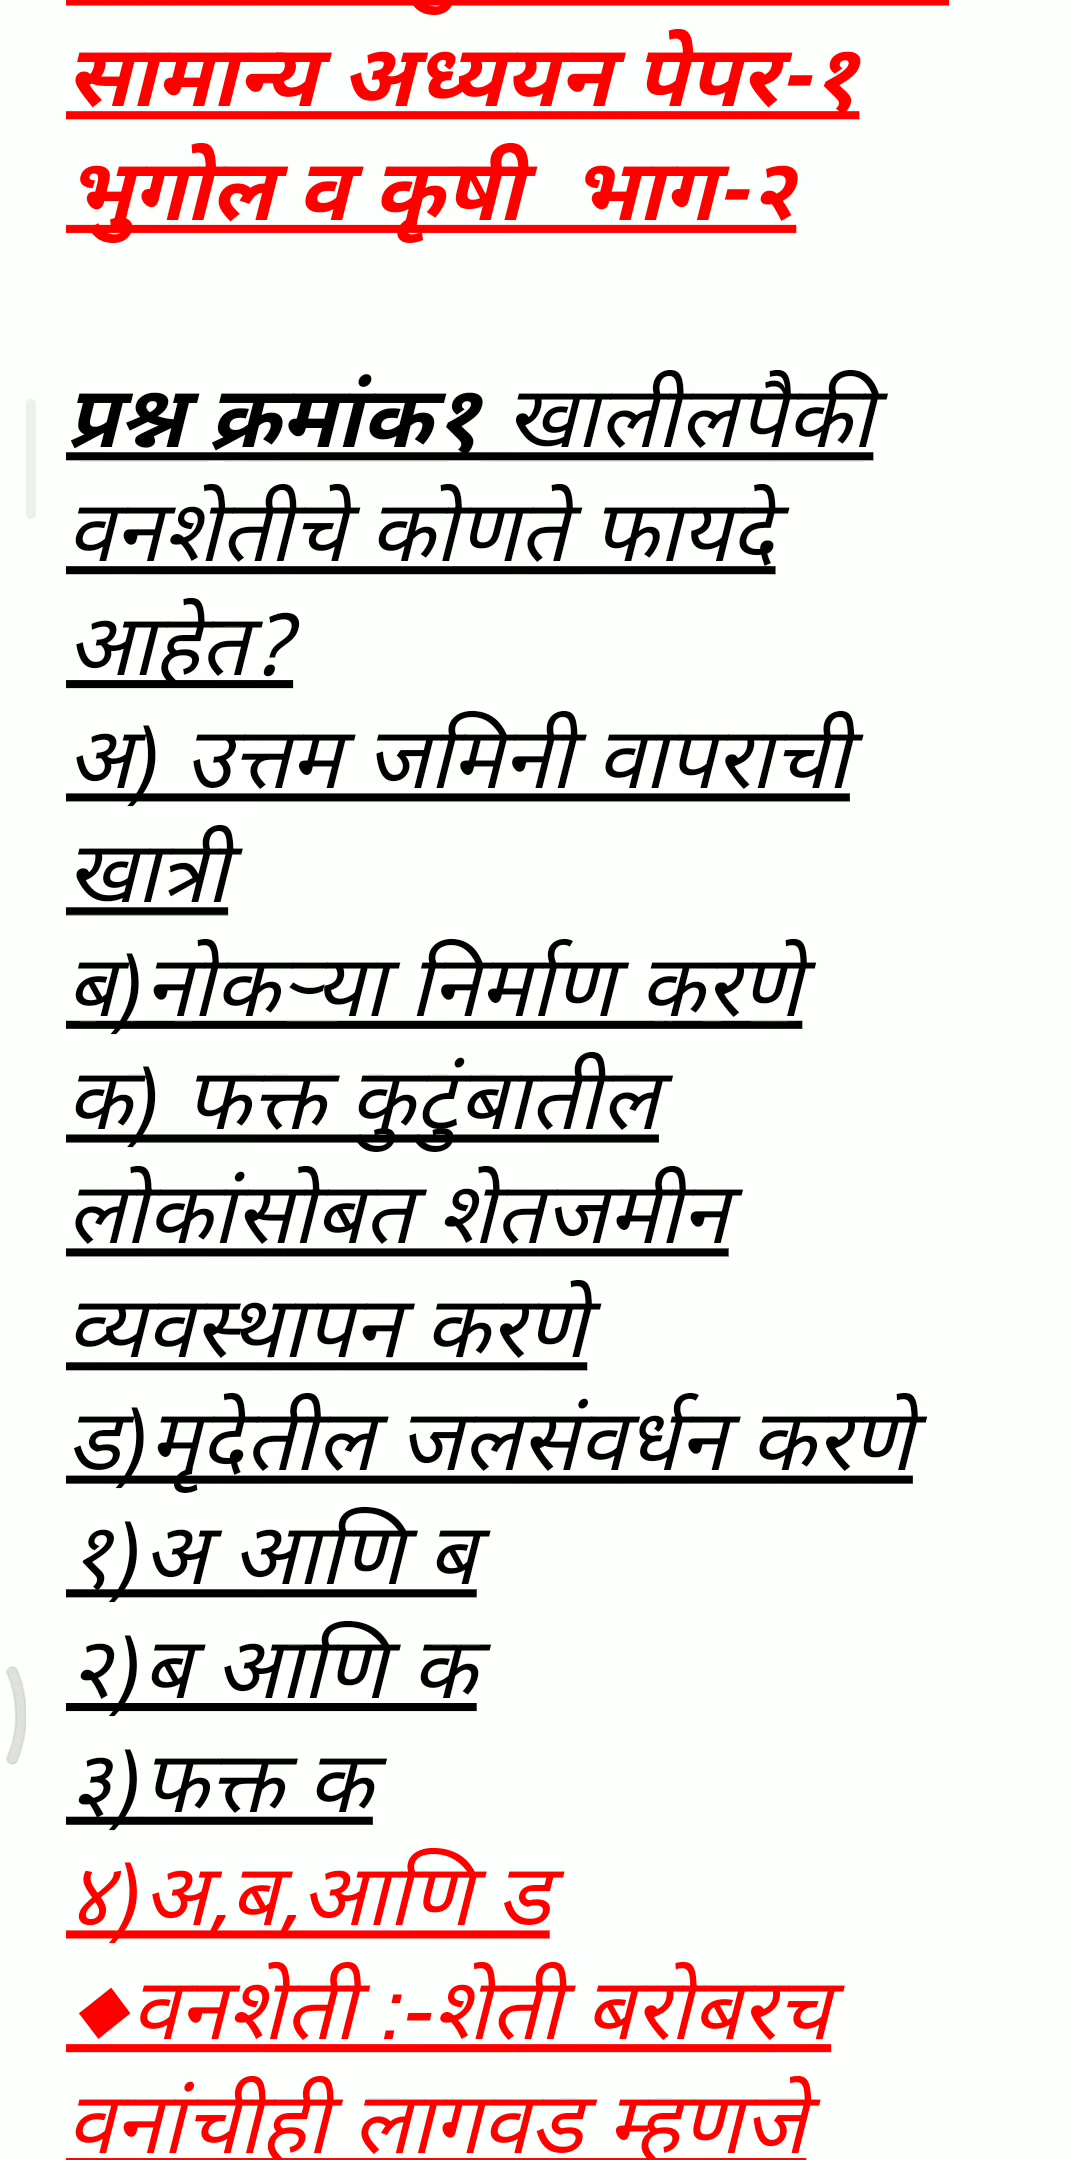 सामान्य अध्ययन पेपर-१
भुगोल व कृषी  भाग-२
प्रश्न क्रमांक१ खालीलपैकी
वनशेतीचे कोणते फायदे
आहेत?
अ) उत्तम जमिनी वापराची
खात्री
ब)नोकऱ्या निर्माण करणे
क) फक्त कुटुंबातील
लोकांसोबत शेतजमीन
व्यवस्थापन करणे
ड)मृदेतील जलसंवर्धन करणे
१)अ आणि ब
२)ब आणि क
३)फक्त क
४)अ,ब,आणि ड
◆वनशेती :-शेती बरोबरच
वनांचीही लागवड म्हणजे